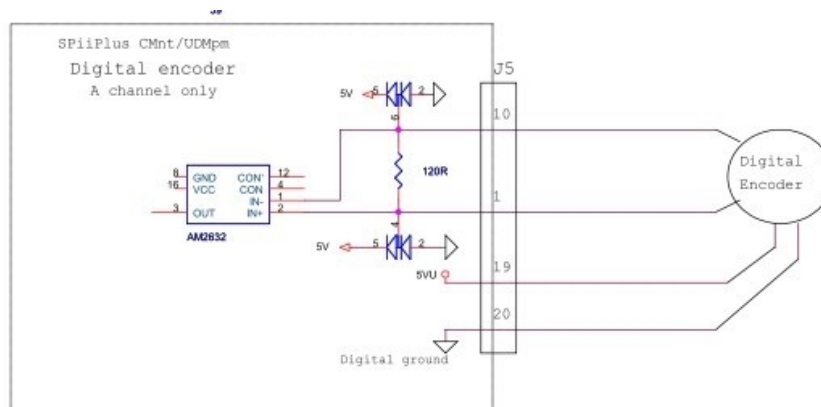 SPiiPlus CMnt/UDMpm
Digital encoder
A channel only
J5
5V
5
2
6
10
120R
Digital
Encoder
8
GND
CON'
12
16
VCC
CON
4
IN-
1
3
OUT
IN+
2
AM2632
1
4
5V
5
2
5VU
19
20
Digital ground